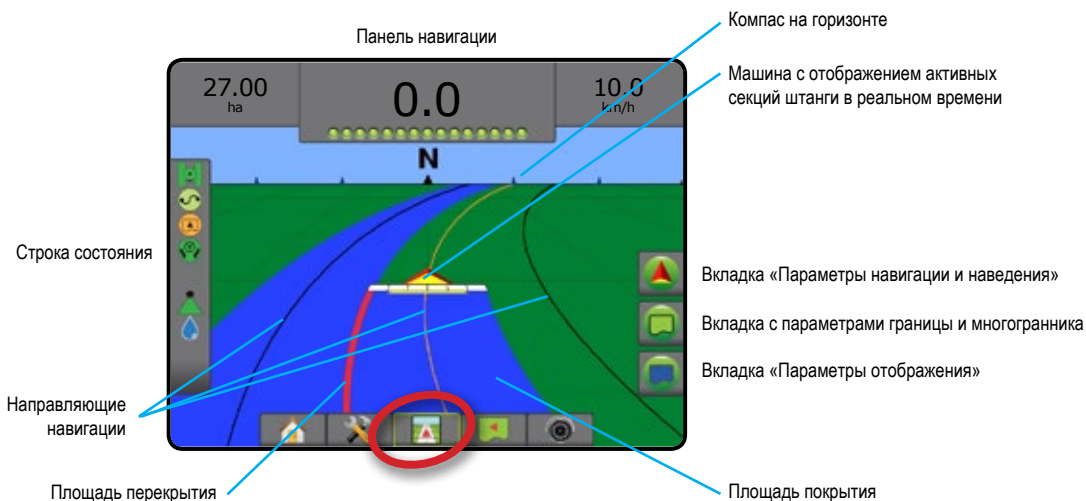 Компас на горизонте
Панель навигации
Машина с отображением активных
секций штанги в реальном времени
27.00
ha
0.0
10.0
km/h
N
Строка состояния
Вкладка «Параметры навигации и наведения»
Вкладка с параметрами границы и многогранника
Вкладка «Параметры отображения»
Направляющие
навигации
Площадь перекрытия
Площадь покрытия